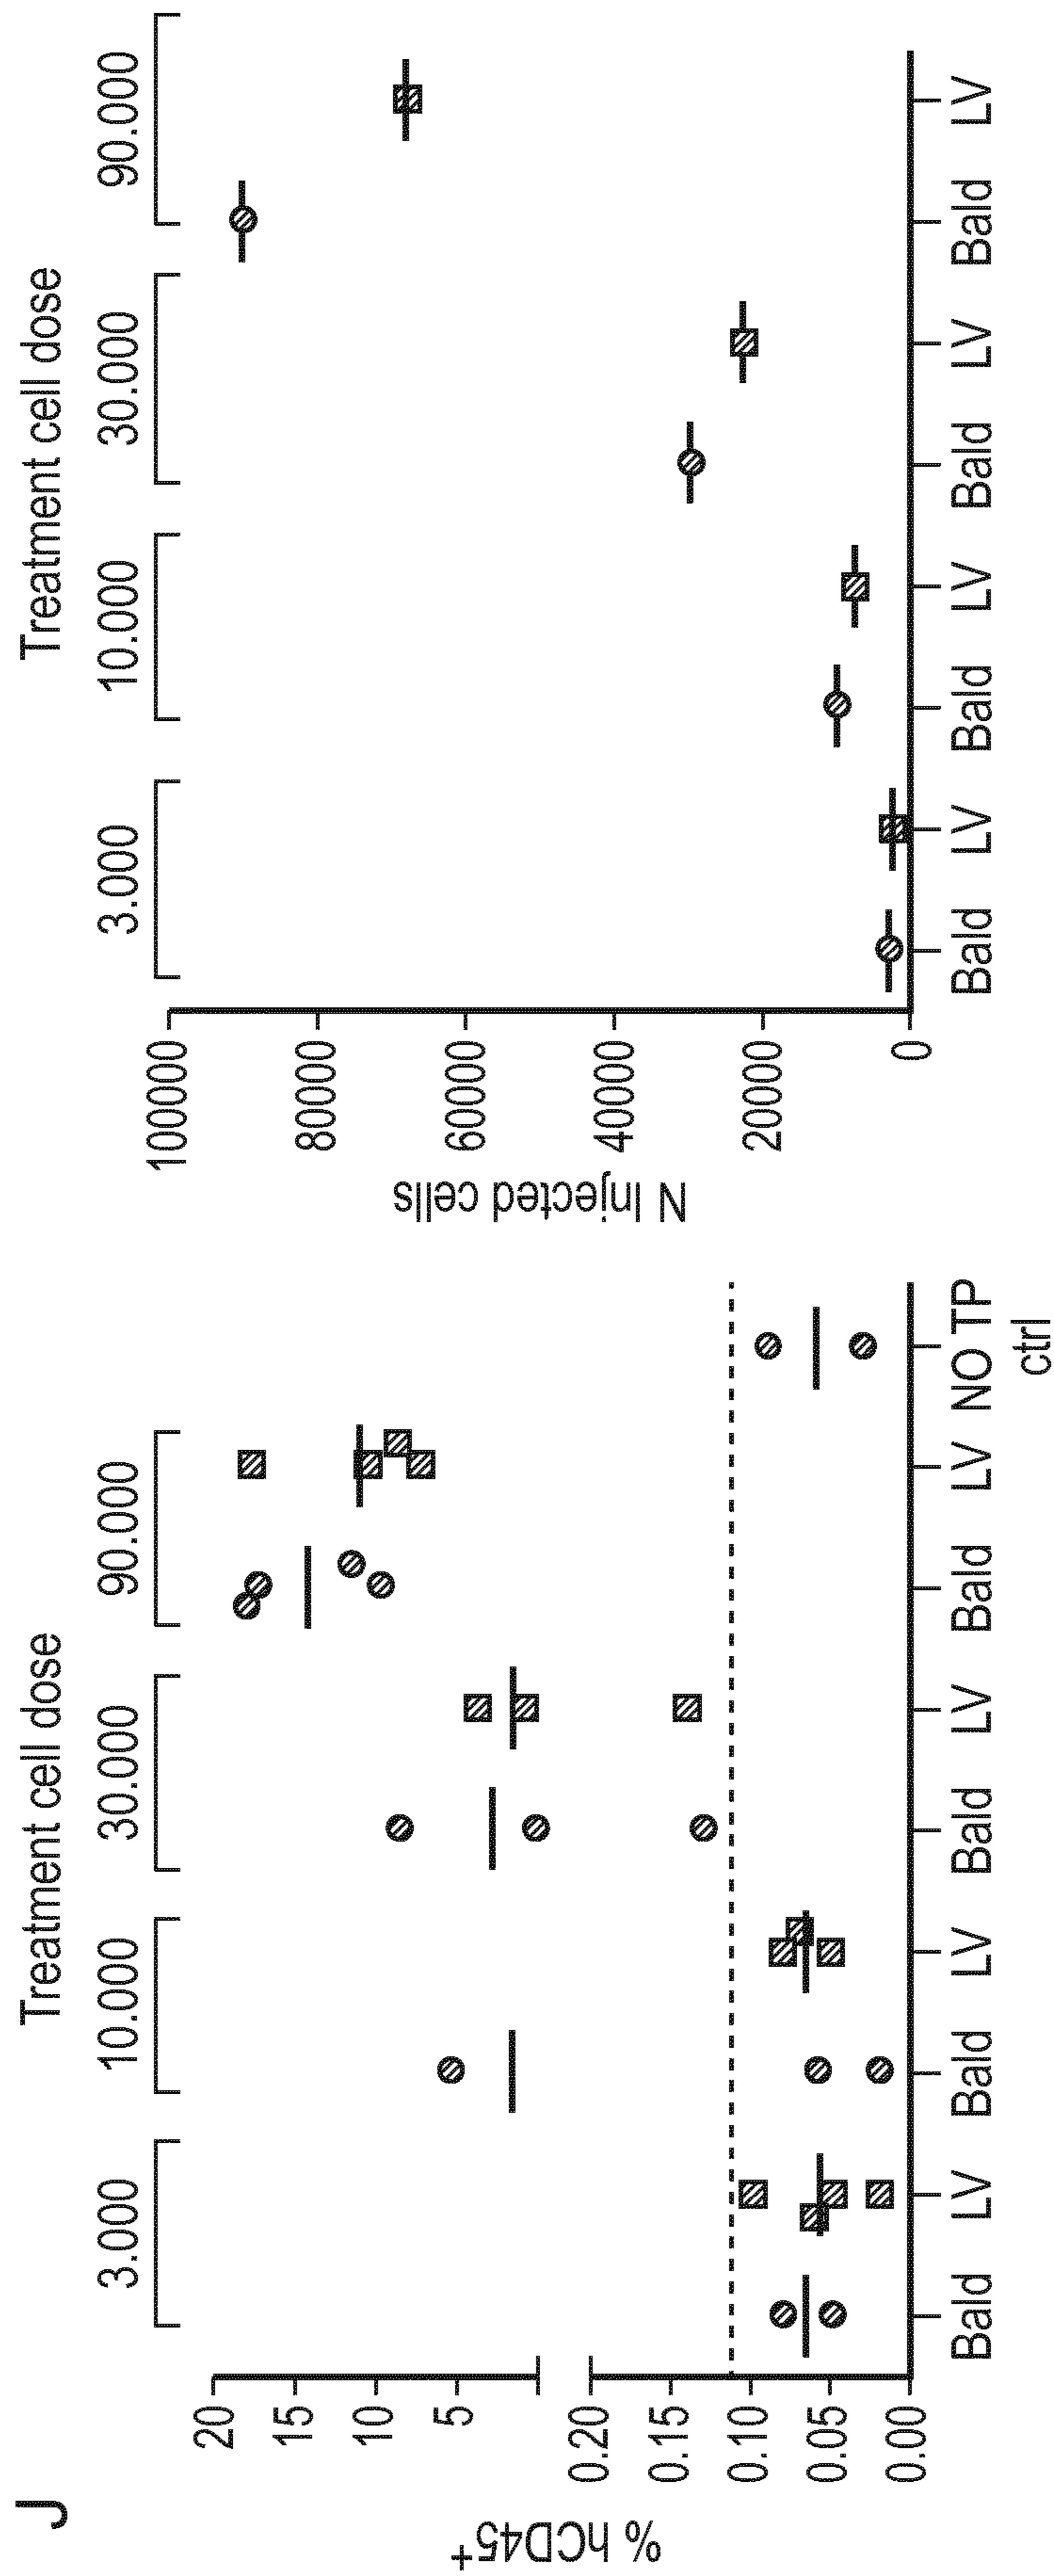 J
Treatment cell dose
3.000 10.000 30.000 90.000
% hCD45+
20
15
10
5
0.20
0.15
0.10
0.05
0.00
Bald LV Bald LV Bald LV Bald LV NO TP
ctrl
Treatment cell dose
3.000 10.000 30.000 90.000
N Injected cells
100000
80000
60000
40000
20000
0
Bald LV Bald LV Bald LV Bald LV